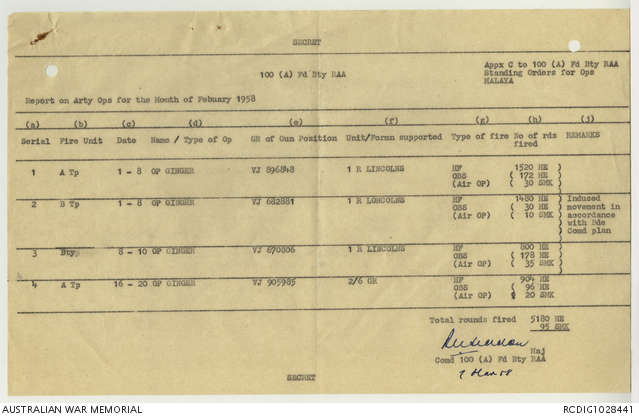 SECRET
Appx C to 100 (A) Fd Bty RAA
Standing Orders for Ops
MALAYA
100 (A) Fd Bty RAA
Report on Arty Ops for the Month of Febuary 1958
(a) (b) (c) (d) (e) (f) (g) (h) (j)
Serial Fire Unit Date Name / Type of Op GR of Gun Position Unit/Formn supported Type of fire No of rds fired REMARKS
1 A Tp 1 - 8 OP GINGER VJ 896848 1 R LINCOLNS HF 1520 HE )
OBS ( 172 HE )
(Air OP) ( 30 SMK )
2 B Tp 1 - 8 OP GINGER VJ 682881 1 R LONCOLNS HF 1480 HE ) Induced
OBS ( 30 HE ) movement in
(Air OP) ( 10 SMK ) accordance
) with Bde
) Comd plan
3 Btyp 8 - 10 OP GINGER VJ 870806 1 R LINCOLNS HF 800 HE )
OBS ( 178 HE )
(Air OP) ( 35 SMK )
4 A Tp 16 - 20 OP GINGER VJ 905985 2/6 GR HF 904 HE
OBS ( 96 HE
(Air OP) 20 SMK
Total rounds fired 5180 HE
95 SMK
Maj
Comd 100 (A) Fd Bty RAA
SECRET
AUSTRALIAN WAR MEMORIAL
RCDIG1028441